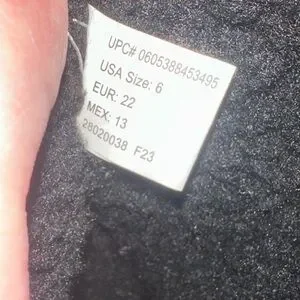 UPC# 0605388453495
USA Size: 6
EUR: 22
MEX: 13
28020038 F23